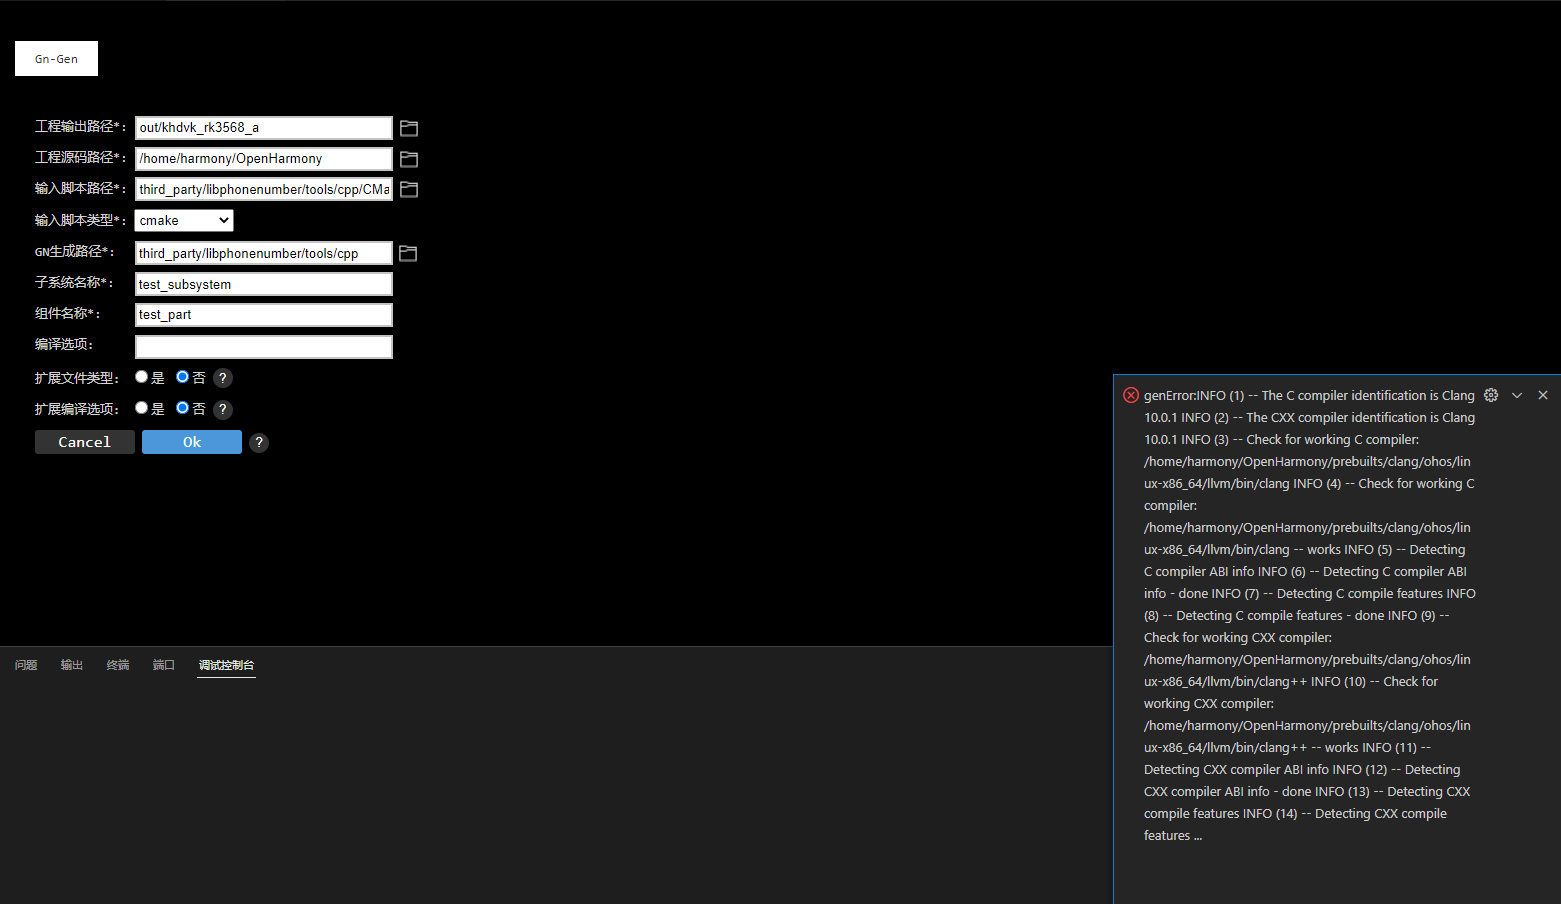 Gn-Gen
工程输出路径*: out/khdvk_rk3568_a
工程源码路径*: /home/harmony/OpenHarmony
输入脚本路径*: third_party/libphonenumber/tools/cpp/CMa
输入脚本类型*: cmake
GN生成路径*: third_party/libphonenumber/tools/cpp
子系统名称*: test_subsystem
组件名称*: test_part
编译选项:
扩展文件类型: 是 否 ?
扩展编译选项: 是 否 ?
Cancel Ok ?
问题 输出 终端 端口 调试控制台
genError:INFO (1) -- The C compiler identification is Clang
10.0.1 INFO (2) -- The CXX compiler identification is Clang
10.0.1 INFO (3) -- Check for working C compiler:
/home/harmony/OpenHarmony/prebuilts/clang/ohos/lin
ux-x86_64/llvm/bin/clang INFO (4) -- Check for working C
compiler:
/home/harmony/OpenHarmony/prebuilts/clang/ohos/lin
ux-x86_64/llvm/bin/clang -- works INFO (5) -- Detecting
C compiler ABI info INFO (6) -- Detecting C compiler ABI
info - done INFO (7) -- Detecting C compile features INFO
(8) -- Detecting C compile features - done INFO (9) --
Check for working CXX compiler:
/home/harmony/OpenHarmony/prebuilts/clang/ohos/lin
ux-x86_64/llvm/bin/clang++ INFO (10) -- Check for
working CXX compiler:
/home/harmony/OpenHarmony/prebuilts/clang/ohos/lin
ux-x86_64/llvm/bin/clang++ -- works INFO (11) --
Detecting CXX compiler ABI info INFO (12) -- Detecting
CXX compiler ABI info - done INFO (13) -- Detecting CXX
compile features INFO (14) -- Detecting CXX compile
features ...